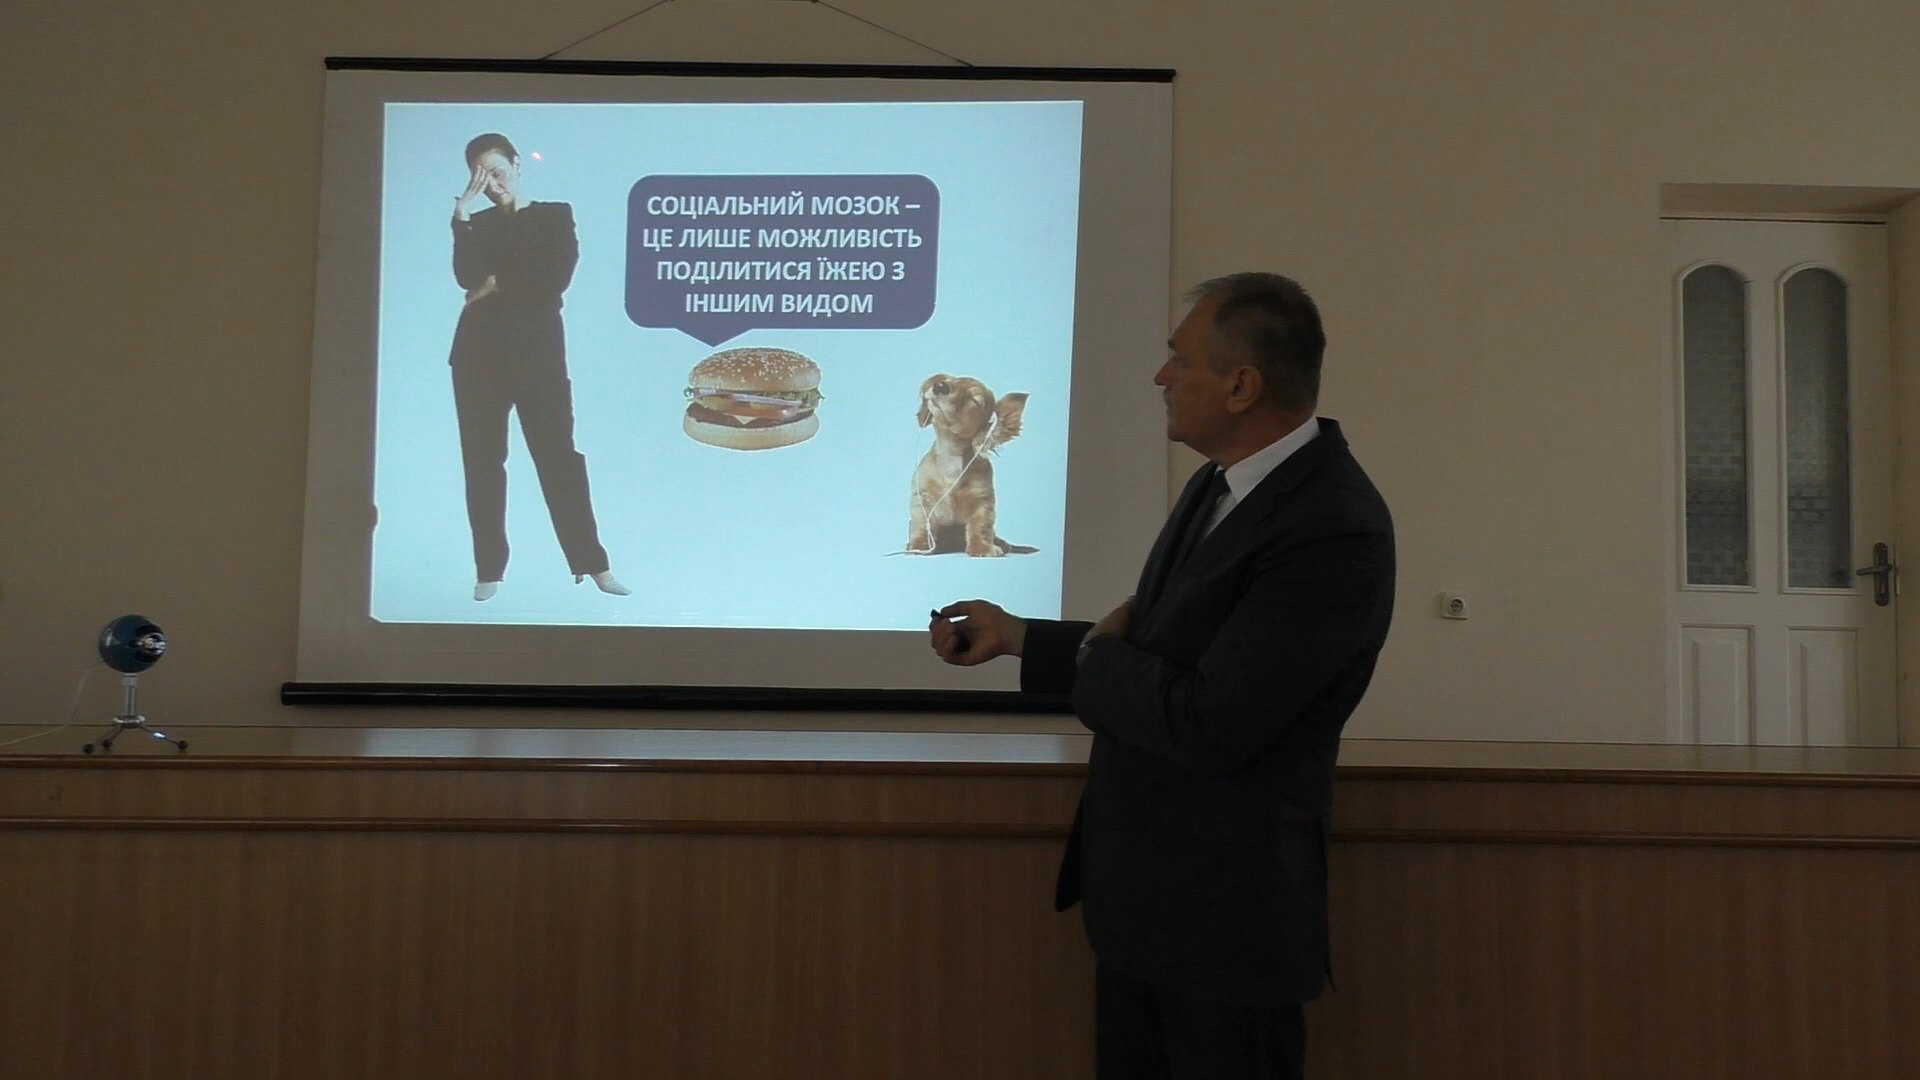 СОЦІАЛЬНИЙ МОЗОК –
ЦЕ ЛИШЕ МОЖЛИВІСТЬ
ПОДІЛИТИСЯ ЇЖЕЮ З
ІНШИМ ВИДОМ